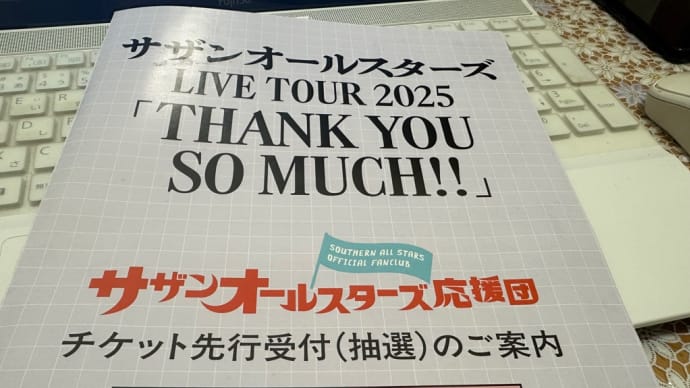 サザンオールスターズ
LIVE TOUR 2025
「THANK YOU
SO MUCH!!」
SOUTHERN ALL STARS
OFFICIAL FANCLUB
サザンオールスターズ応援団
チケット先行受付(抽選)のご案内